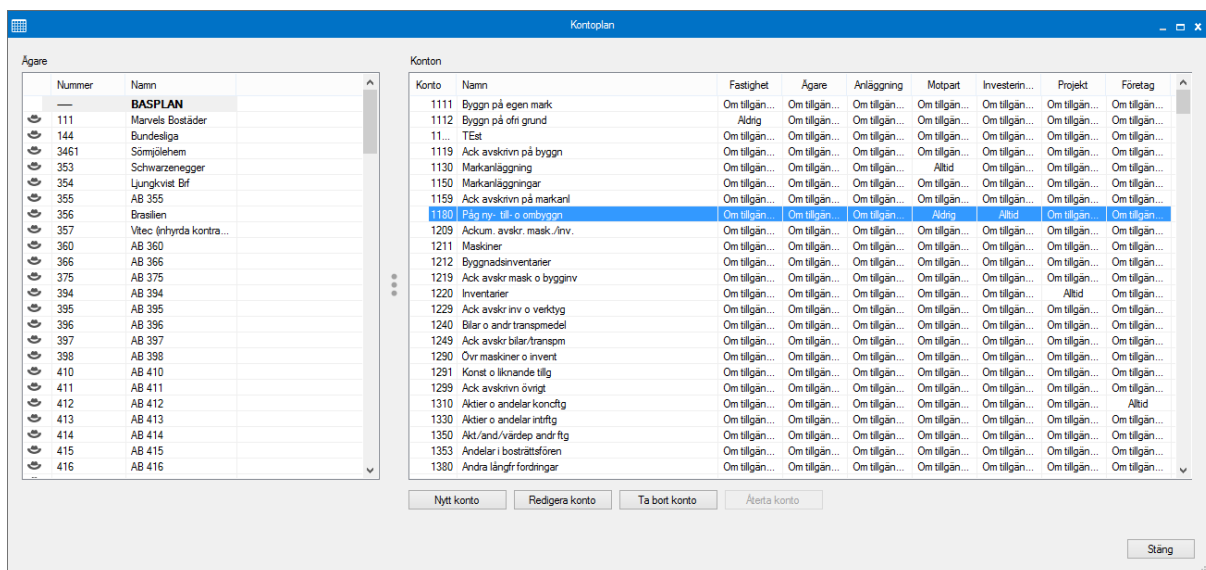 Kontoplan
Ägare
Nummer Namn
— BASPLAN
111 Marvels Bostäder
144 Bundesliga
3461 Sörmjölehem
353 Schwarzenegger
354 Ljungkvist Brf
355 AB 355
356 Brasilien
357 Vitec (inhyrda kontra...
360 AB 360
366 AB 366
375 AB 375
394 AB 394
395 AB 395
396 AB 396
397 AB 397
398 AB 398
410 AB 410
411 AB 411
412 AB 412
413 AB 413
414 AB 414
415 AB 415
416 AB 416
Konton
Konto Namn Fastighet Ägare Anläggning Motpart Investerin... Projekt Företag
1111 Byggn på egen mark Om tillgän... Om tillgän... Om tillgän... Om tillgän... Om tillgän... Om tillgän... Om tillgän...
1112 Byggn på ofri grund Aldrig Om tillgän... Om tillgän... Om tillgän... Om tillgän... Om tillgän... Om tillgän...
11... TEst Om tillgän... Om tillgän... Om tillgän... Om tillgän... Om tillgän... Om tillgän... Om tillgän...
1119 Ack avskrivn på byggn Om tillgän... Om tillgän... Om tillgän... Om tillgän... Om tillgän... Om tillgän... Om tillgän...
1130 Markanläggning Om tillgän... Om tillgän... Om tillgän... Alltid Om tillgän... Om tillgän... Om tillgän...
1150 Markanläggningar Om tillgän... Om tillgän... Om tillgän... Om tillgän... Om tillgän... Om tillgän... Om tillgän...
1159 Ack avskrivn på markanl Om tillgän... Om tillgän... Om tillgän... Om tillgän... Om tillgän... Om tillgän... Om tillgän...
1180 Påg ny- till- o ombyggn Om tillgän... Om tillgän... Om tillgän... Aldrig Alltid Om tillgän... Om tillgän...
1209 Ackum. avskr. mask./inv. Om tillgän... Om tillgän... Om tillgän... Om tillgän... Om tillgän... Om tillgän... Om tillgän...
1211 Maskiner Om tillgän... Om tillgän... Om tillgän... Om tillgän... Om tillgän... Om tillgän... Om tillgän...
1212 Byggnadsinventarier Om tillgän... Om tillgän... Om tillgän... Om tillgän... Om tillgän... Om tillgän... Om tillgän...
1219 Ack avskr mask o bygginv Om tillgän... Om tillgän... Om tillgän... Om tillgän... Om tillgän... Om tillgän... Om tillgän...
1220 Inventarier Om tillgän... Om tillgän... Om tillgän... Om tillgän... Om tillgän... Alltid Om tillgän...
1229 Ack avskr inv o verktyg Om tillgän... Om tillgän... Om tillgän... Om tillgän... Om tillgän... Om tillgän... Om tillgän...
1240 Bilar o andr transpmedel Om tillgän... Om tillgän... Om tillgän... Om tillgän... Om tillgän... Om tillgän... Om tillgän...
1249 Ack avskr bilar/transpm Om tillgän... Om tillgän... Om tillgän... Om tillgän... Om tillgän... Om tillgän... Om tillgän...
1290 Övr maskiner o invent Om tillgän... Om tillgän... Om tillgän... Om tillgän... Om tillgän... Om tillgän... Om tillgän...
1291 Konst o liknande tillg Om tillgän... Om tillgän... Om tillgän... Om tillgän... Om tillgän... Om tillgän... Om tillgän...
1299 Ack avskrivn övrigt Om tillgän... Om tillgän... Om tillgän... Om tillgän... Om tillgän... Om tillgän... Om tillgän...
1310 Aktier o andelar koncftg Om tillgän... Om tillgän... Om tillgän... Om tillgän... Om tillgän... Om tillgän... Alltid
1330 Aktier o andelar intrftg Om tillgän... Om tillgän... Om tillgän... Om tillgän... Om tillgän... Om tillgän... Om tillgän...
1350 Akt/and/värdep andr ftg Om tillgän... Om tillgän... Om tillgän... Om tillgän... Om tillgän... Om tillgän... Om tillgän...
1353 Andelar i bosträttsfören Om tillgän... Om tillgän... Om tillgän... Om tillgän... Om tillgän... Om tillgän... Om tillgän...
1380 Andra långfr fordringar Om tillgän... Om tillgän... Om tillgän... Om tillgän... Om tillgän... Om tillgän... Om tillgän...
Nytt konto Redigera konto Ta bort konto Återta konto
Stäng